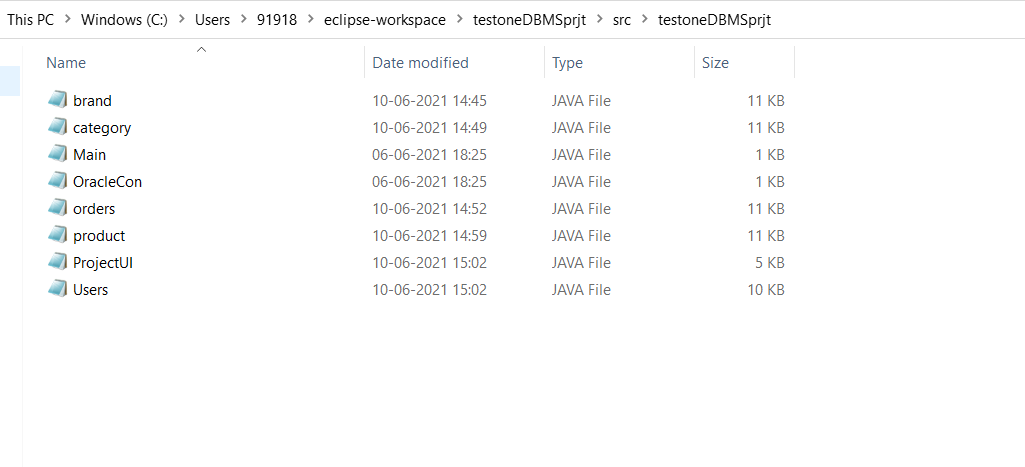 This PC > Windows (C:) > Users > 91918 > eclipse-workspace > testoneDBMSprjt > src > testoneDBMSprjt
Name Date modified Type Size
brand 10-06-2021 14:45 JAVA File 11 KB
category 10-06-2021 14:49 JAVA File 11 KB
Main 06-06-2021 18:25 JAVA File 1 KB
OracleCon 06-06-2021 18:25 JAVA File 1 KB
orders 10-06-2021 14:52 JAVA File 11 KB
product 10-06-2021 14:59 JAVA File 11 KB
ProjectUI 10-06-2021 15:02 JAVA File 5 KB
Users 10-06-2021 15:02 JAVA File 10 KB